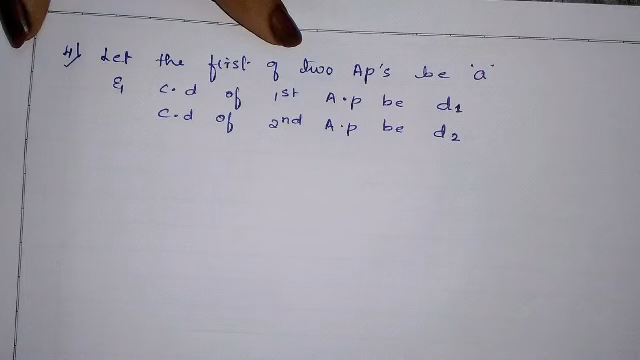 4) Let the first of two Ap's be "a"
& c.d of 1st A.p be d1
c.d of 2nd A.p be d2